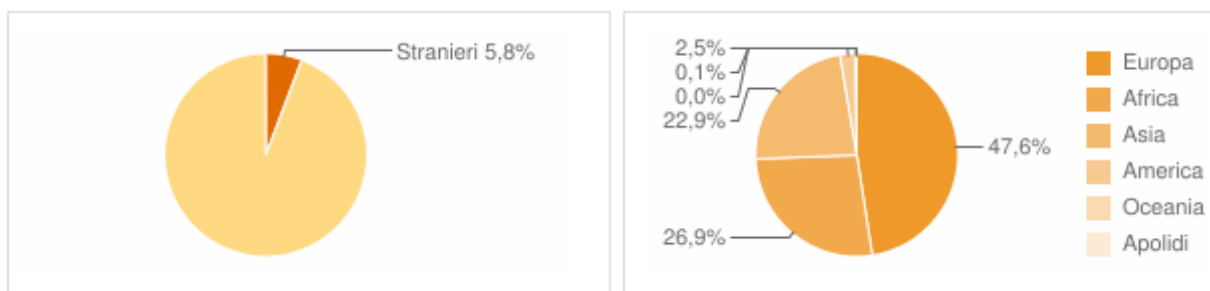 Stranieri 5,8%
2,5%
0,1%
0,0%
22,9%
26,9%
47,6%
Europa
Africa
Asia
America
Oceania
Apolidi